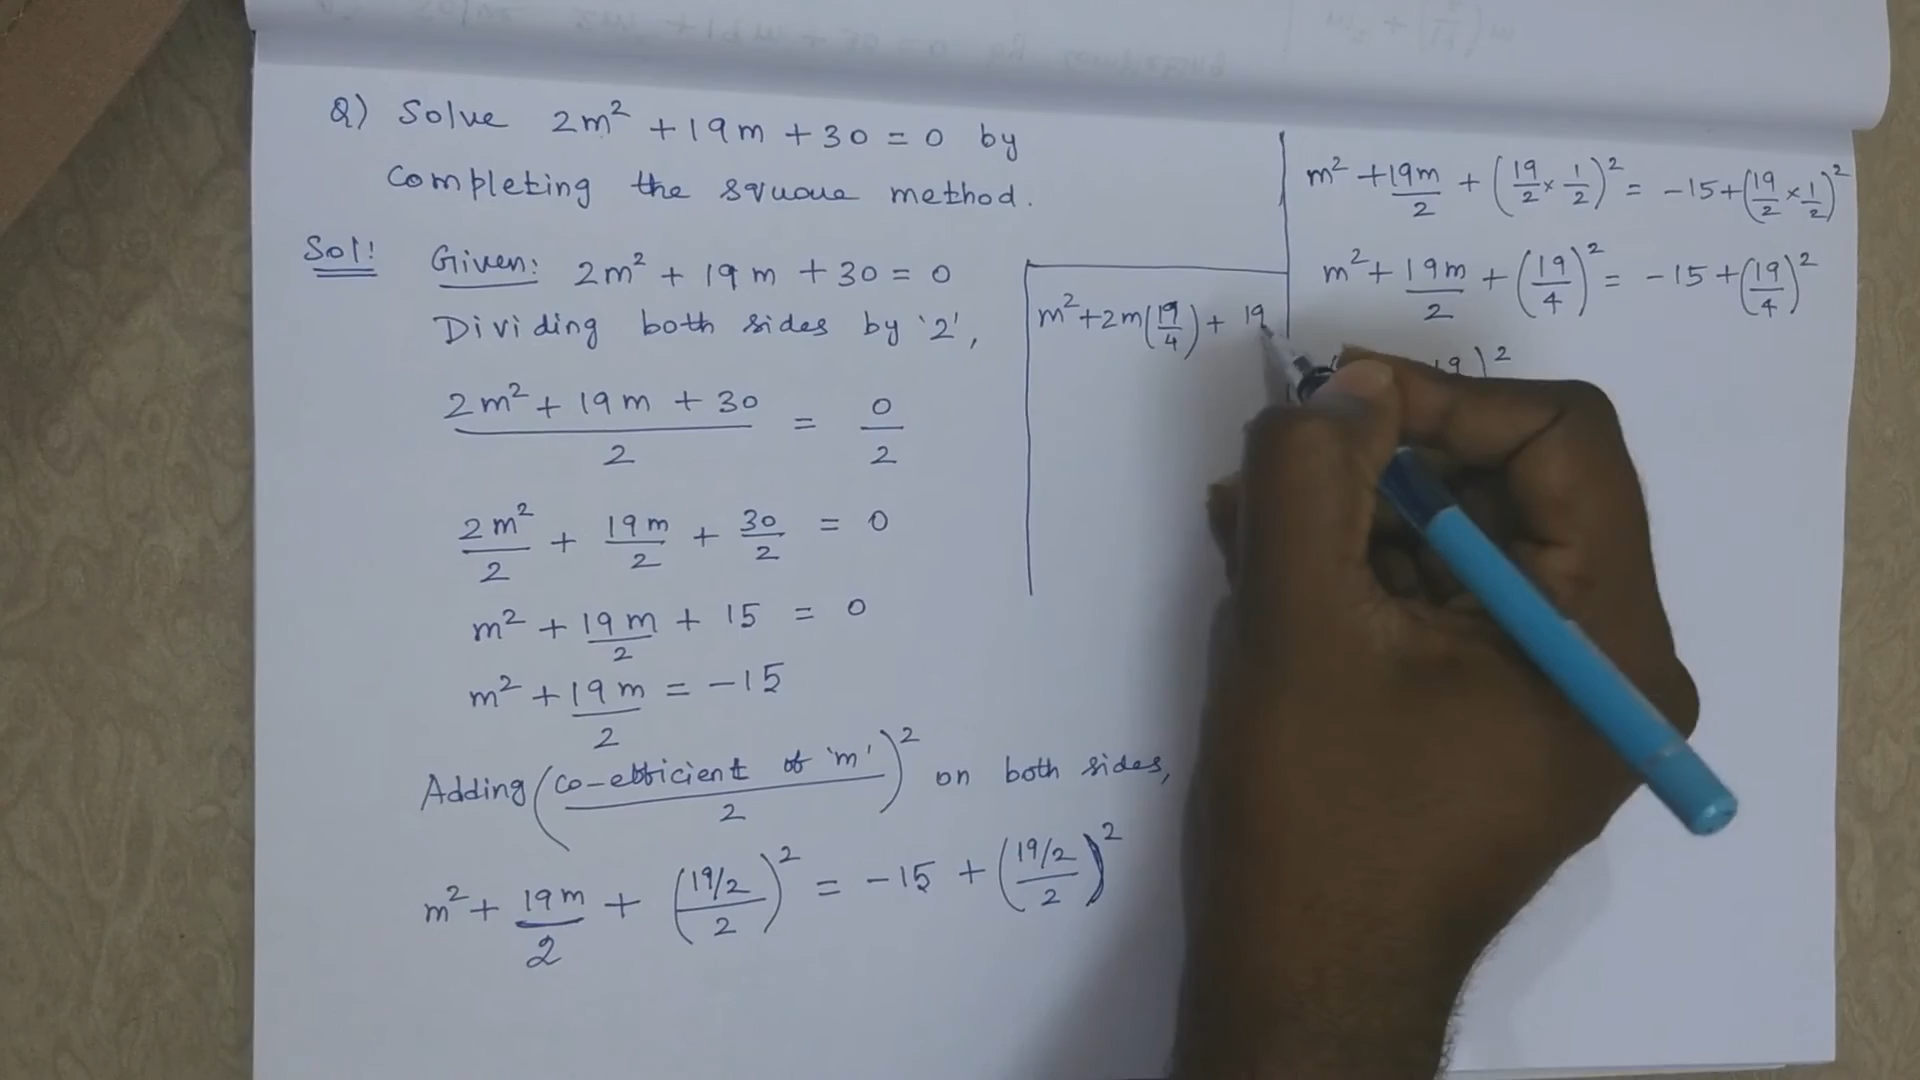 Q) Solve 2m² + 19m + 30 = 0 by
completing the square method.
Sol: Given: 2m² + 19m + 30 = 0
Dividing both sides by '2',
(2m² + 19m + 30)/2 = 0/2
2m²/2 + 19m/2 + 30/2 = 0
m² + 19m/2 + 15 = 0
m² + 19m/2 = -15
Adding (co-efficient of 'm'/2)² on both sides,
m² + 19m/2 + ((19/2)/2)² = -15 + ((19/2)/2)²
m² + 2m(19/4) + 19
m² + 19m/2 + (19/2 × 1/2)² = -15 + (19/2 × 1/2)²
m² + 19m/2 + (19/4)² = -15 + (19/4)²
19)²